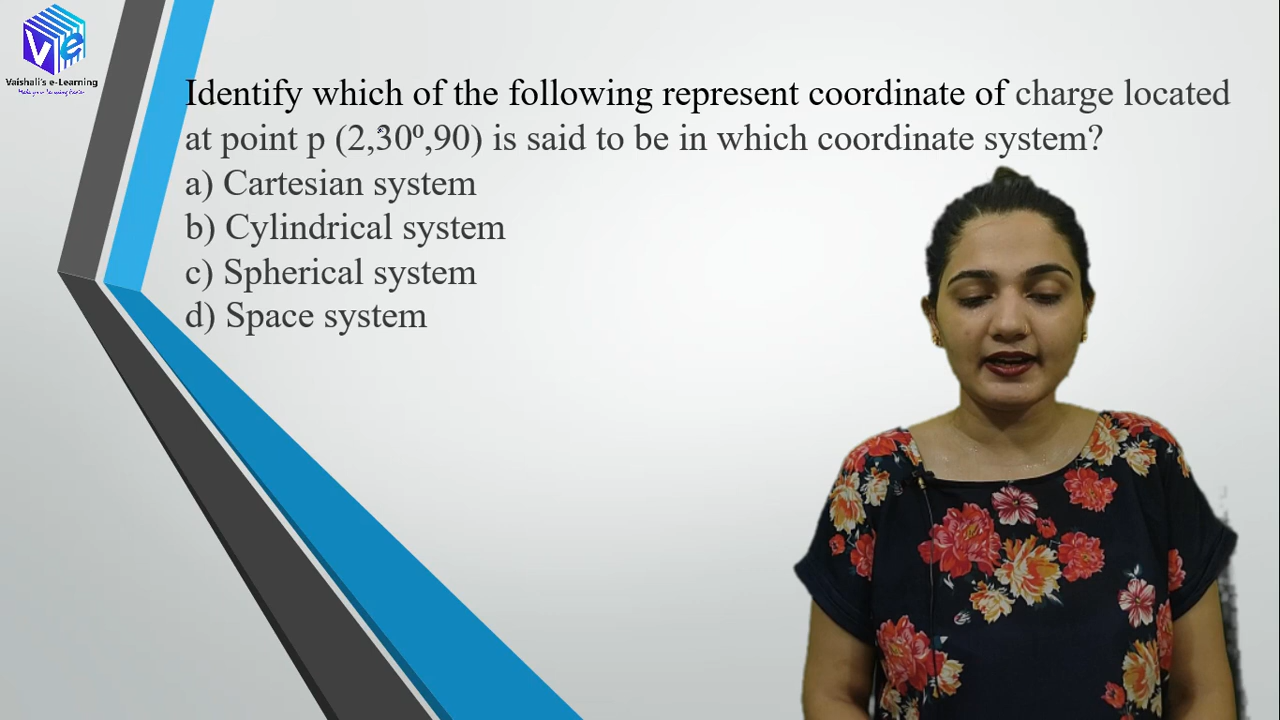 Vaishali's e-Learning
Identify which of the following represent coordinate of charge located
at point p (2,30⁰,90) is said to be in which coordinate system?
a) Cartesian system
b) Cylindrical system
c) Spherical system
d) Space system